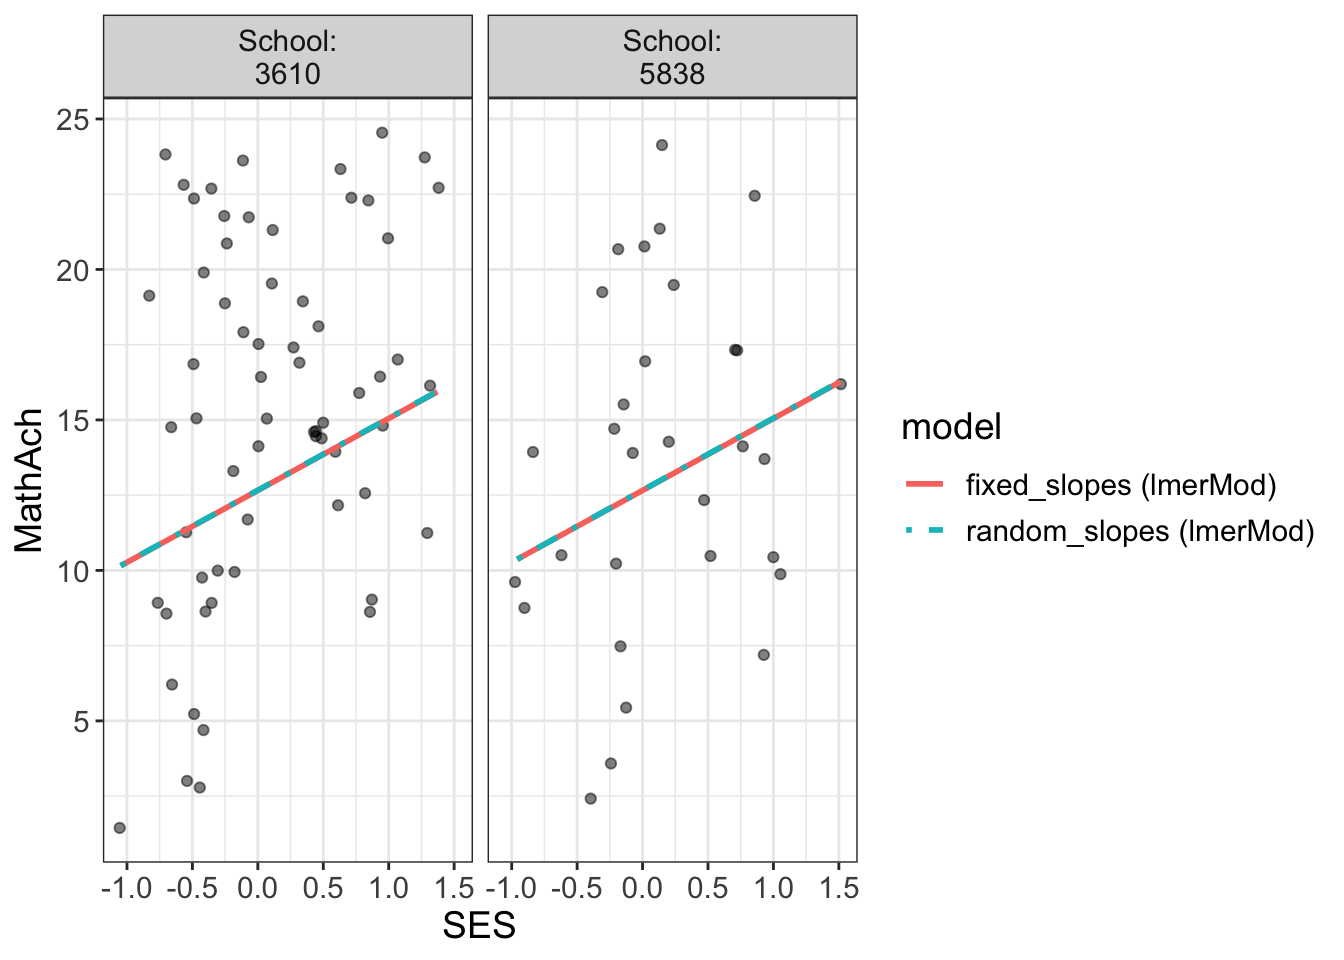 School:
3610
School:
5838
25
20
15
10
5
MathAch
-1.0 -0.5 0.0 0.5 1.0 1.5
-1.0 -0.5 0.0 0.5 1.0 1.5
SES
model
fixed_slopes (lmerMod)
random_slopes (lmerMod)